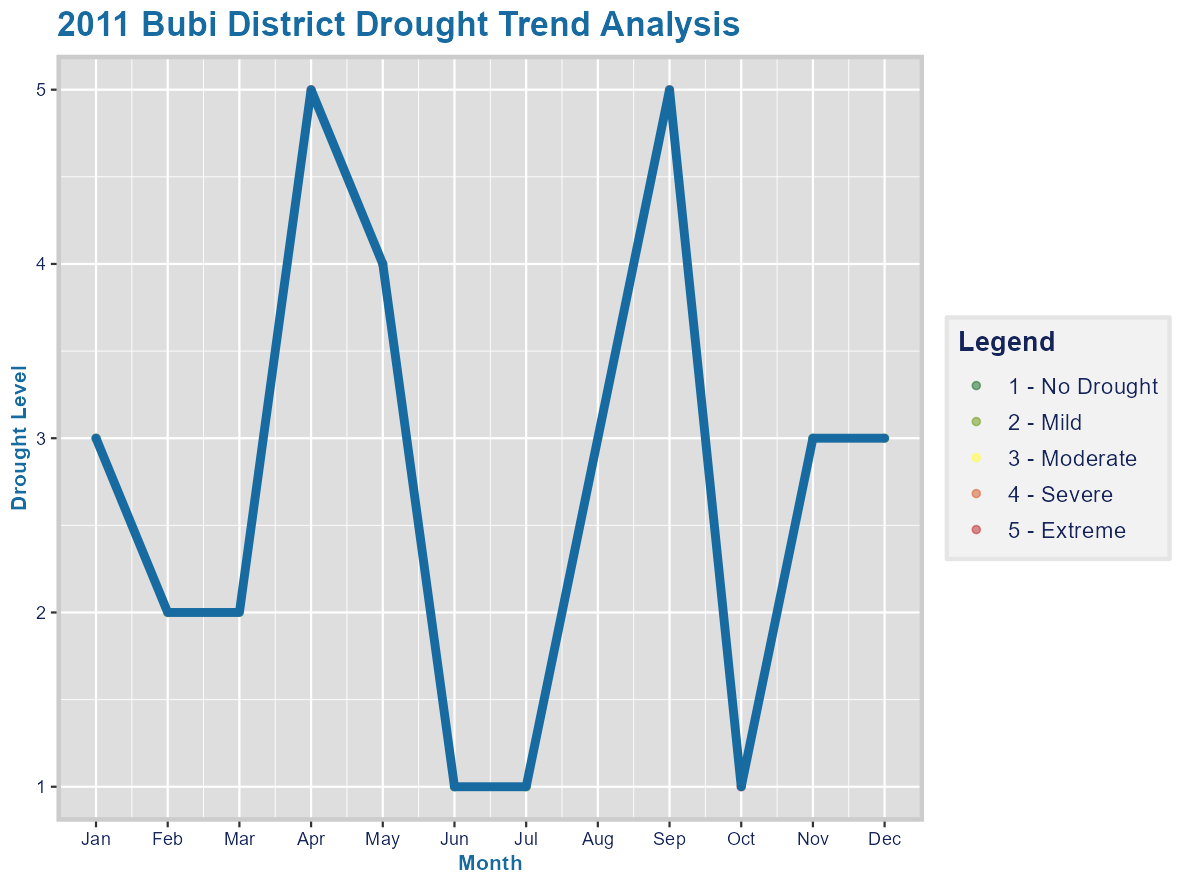 2011 Bubi District Drought Trend Analysis
Drought Level
5
4
3
2
1
Jan Feb Mar Apr May Jun Jul Aug Sep Oct Nov Dec
Month
Legend
1 - No Drought
2 - Mild
3 - Moderate
4 - Severe
5 - Extreme